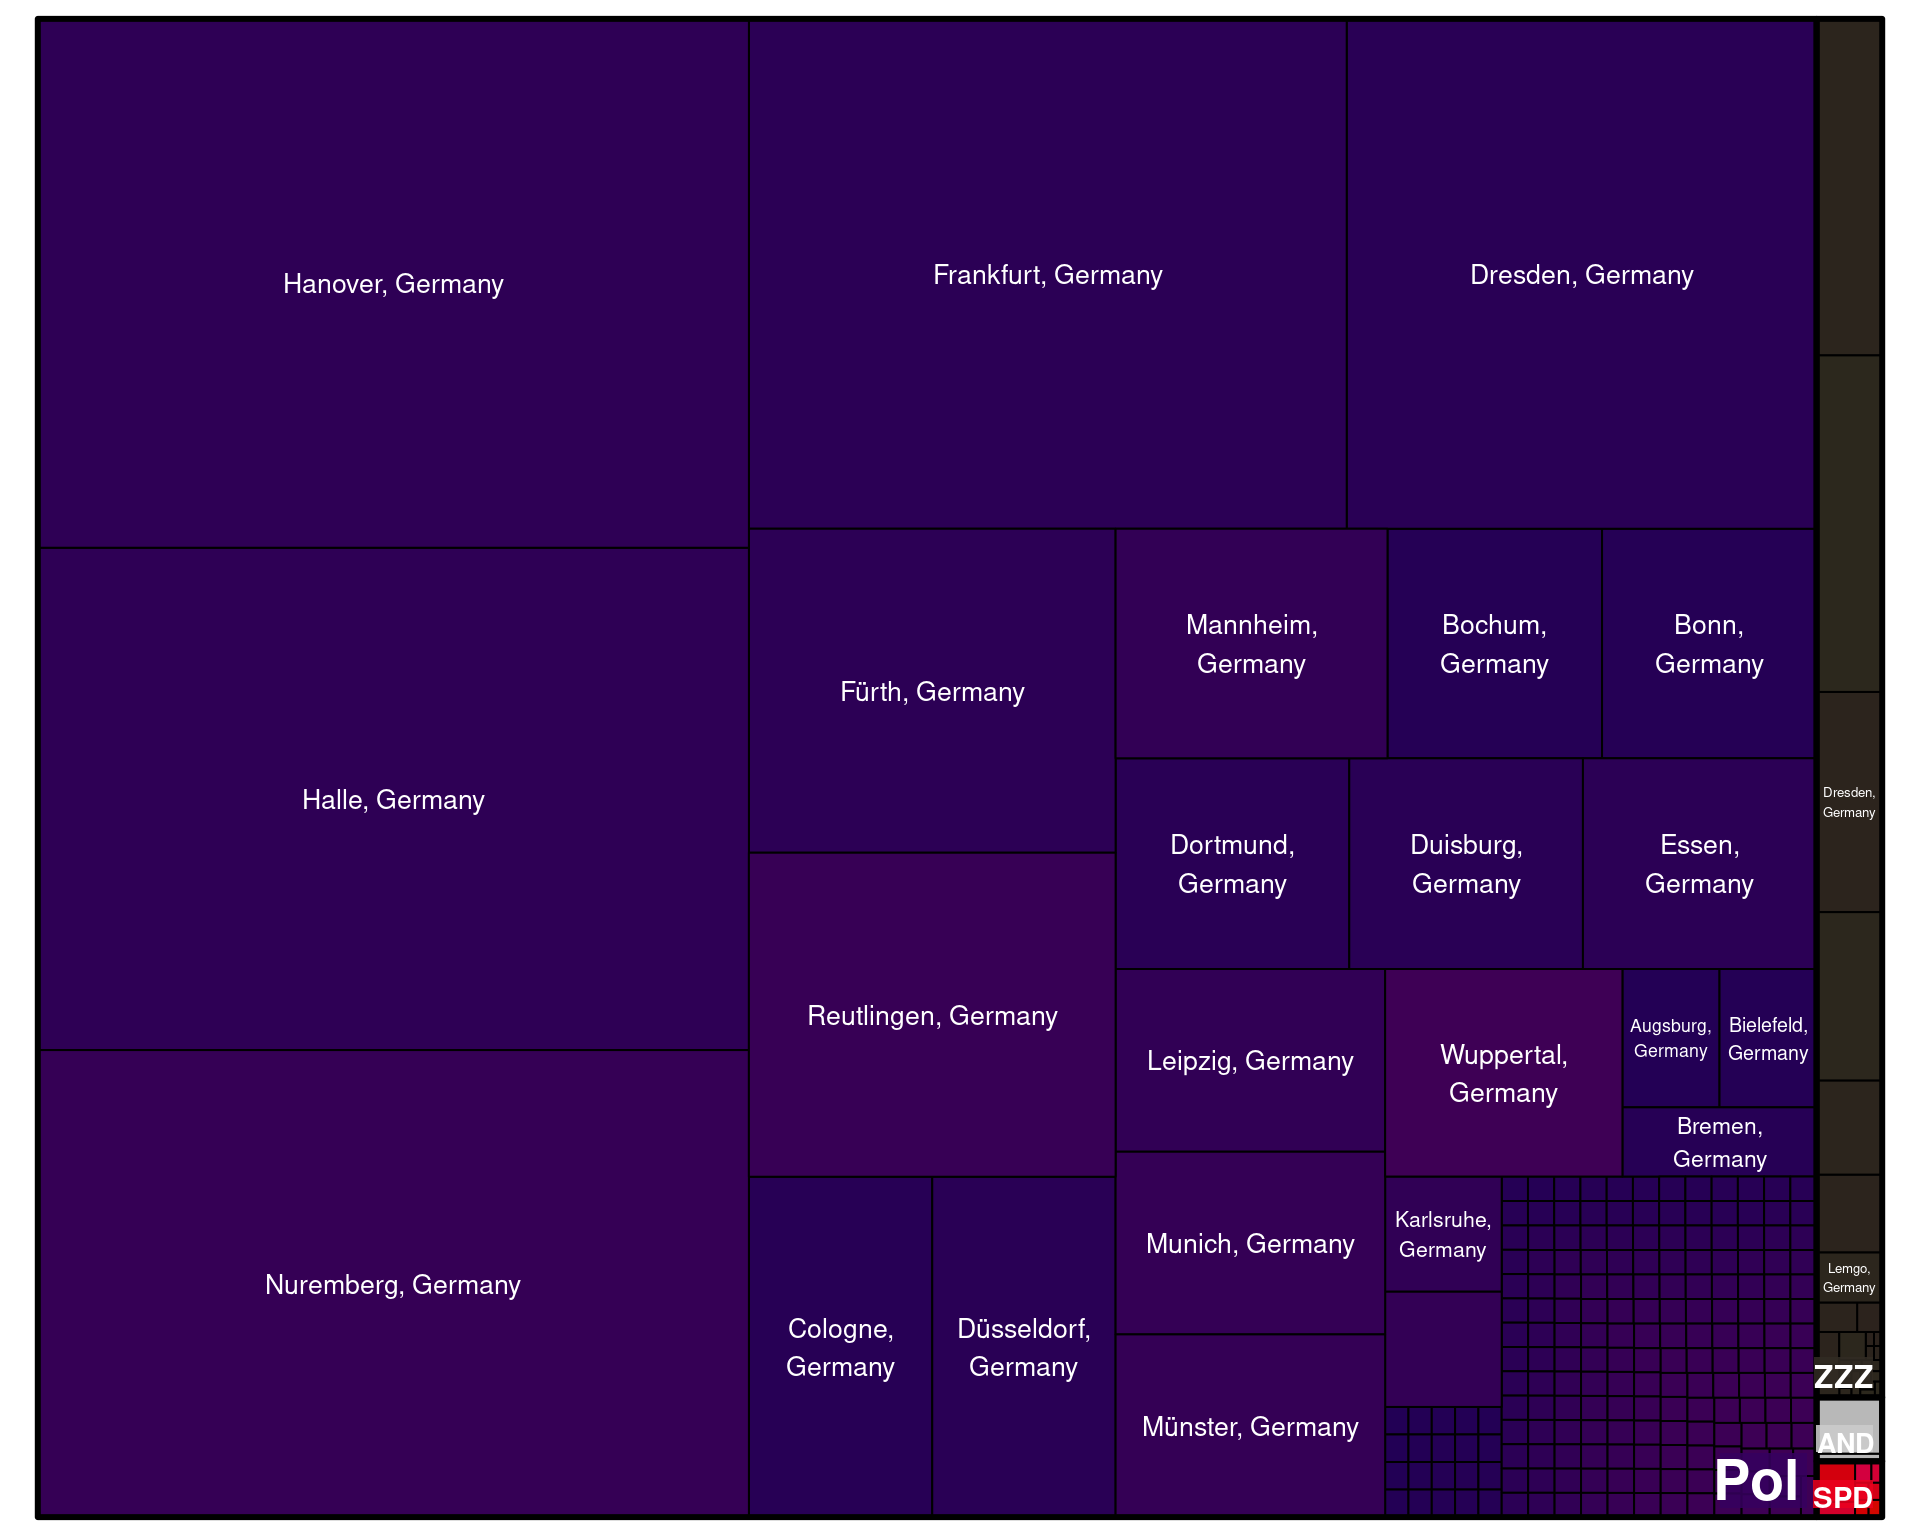 Hanover, Germany
Frankfurt, Germany
Dresden, Germany
Halle, Germany
Nuremberg, Germany
Fürth, Germany
Reutlingen, Germany
Cologne,
Germany
Düsseldorf,
Germany
Mannheim,
Germany
Bochum,
Germany
Bonn,
Germany
Dortmund,
Germany
Duisburg,
Germany
Essen,
Germany
Leipzig, Germany
Munich, Germany
Münster, Germany
Wuppertal,
Germany
Augsburg,
Germany
Bielefeld,
Germany
Bremen,
Germany
Karlsruhe,
Germany
Pol
Dresden,
Germany
Lemgo,
Germany
ZZZ
AND
SPD